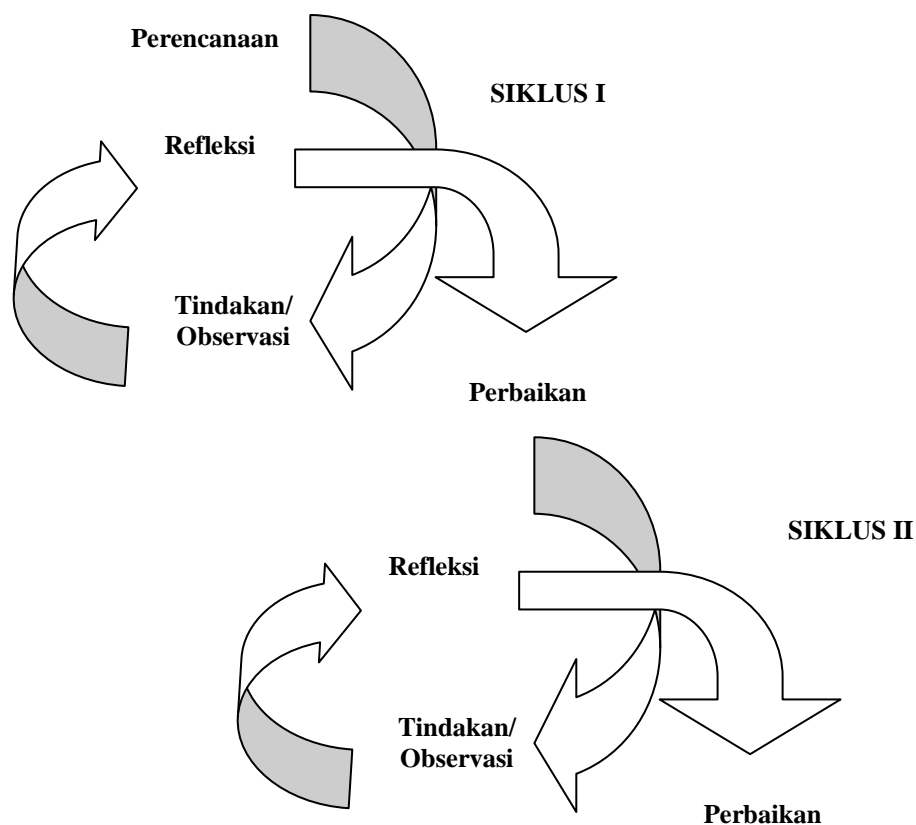 Perencanaan
SIKLUS I
Refleksi
Tindakan/
Observasi
Perbaikan
SIKLUS II
Refleksi
Tindakan/
Observasi
Perbaikan